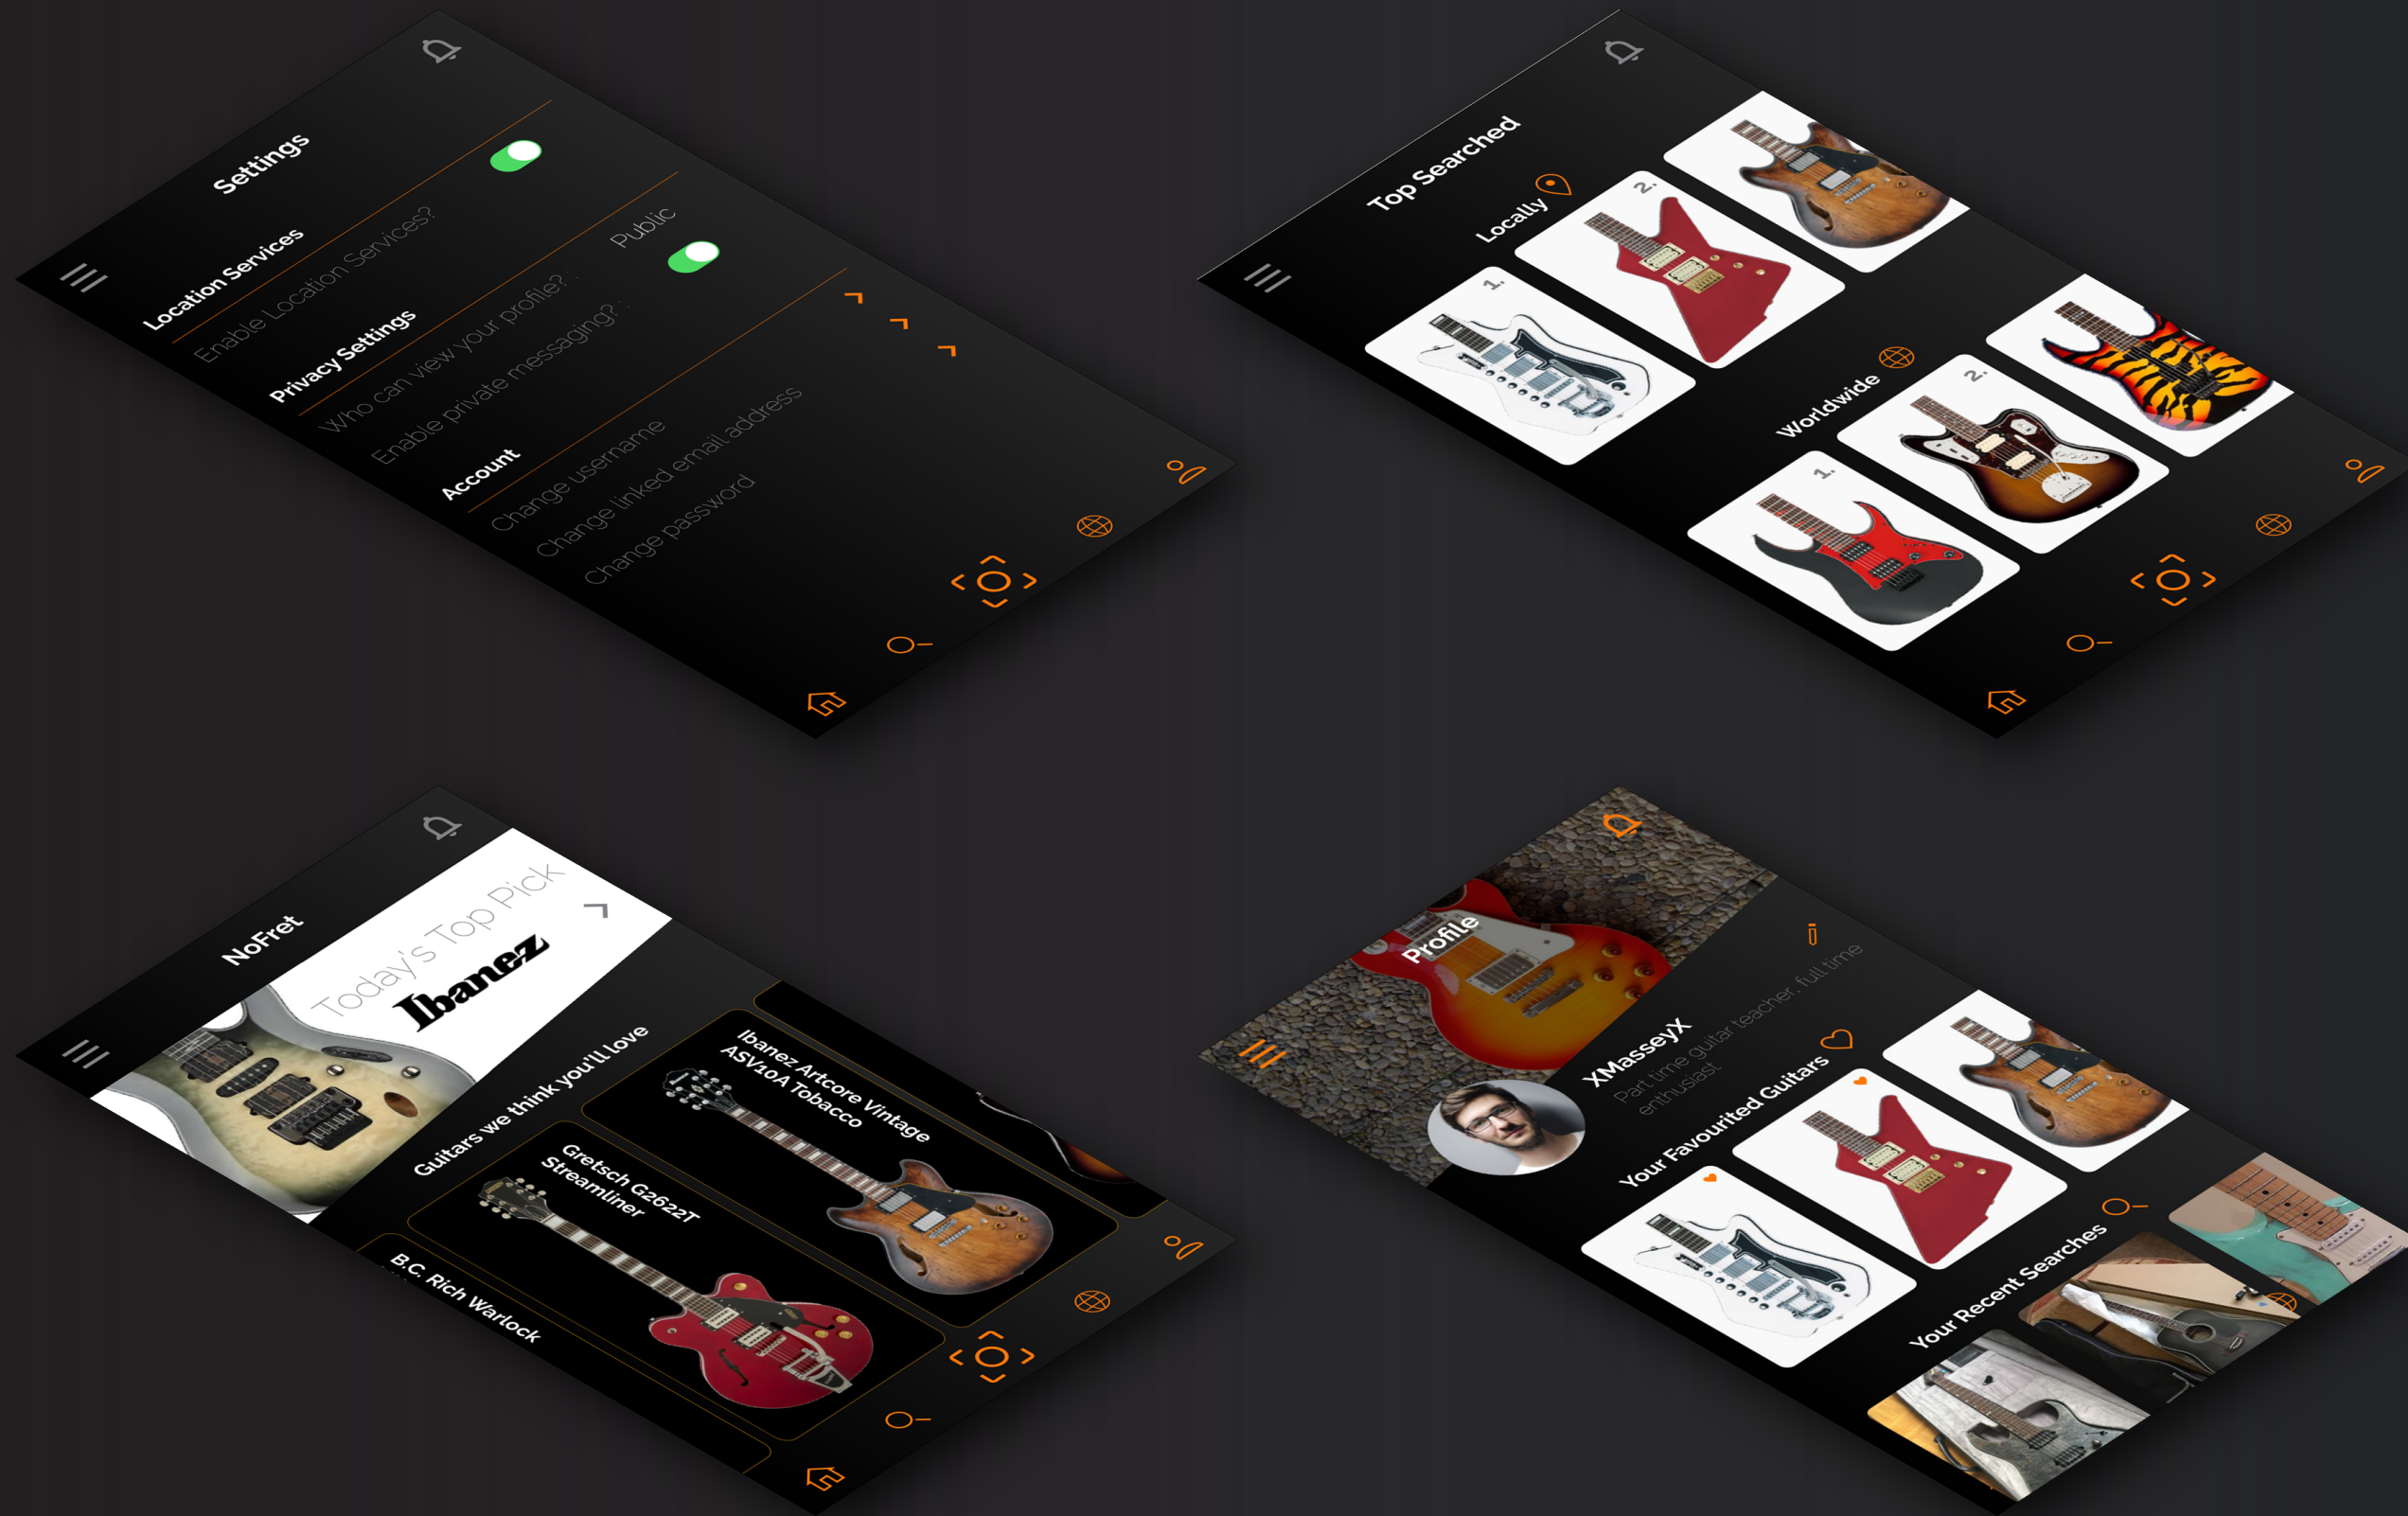 Settings
Location Services
Enable Location Services?
Privacy Settings
Who can view your profile?:
Public
Enable private messaging?:
Account
Change username
Change linked email address
Change password
Top Searched
Locally
1.
2.
Worldwide
1.
2.
NoFret
Today's Top Pick
Ibanez
Guitars we think you'll love
B.C. Rich Warlock
Gretsch G2622T
Streamliner
Ibanez Artcore Vintage
ASV10A Tobacco
Profile
XMasseyX
Part time guitar teacher, full time
enthusiast
Your Favourited Guitars
Your Recent Searches